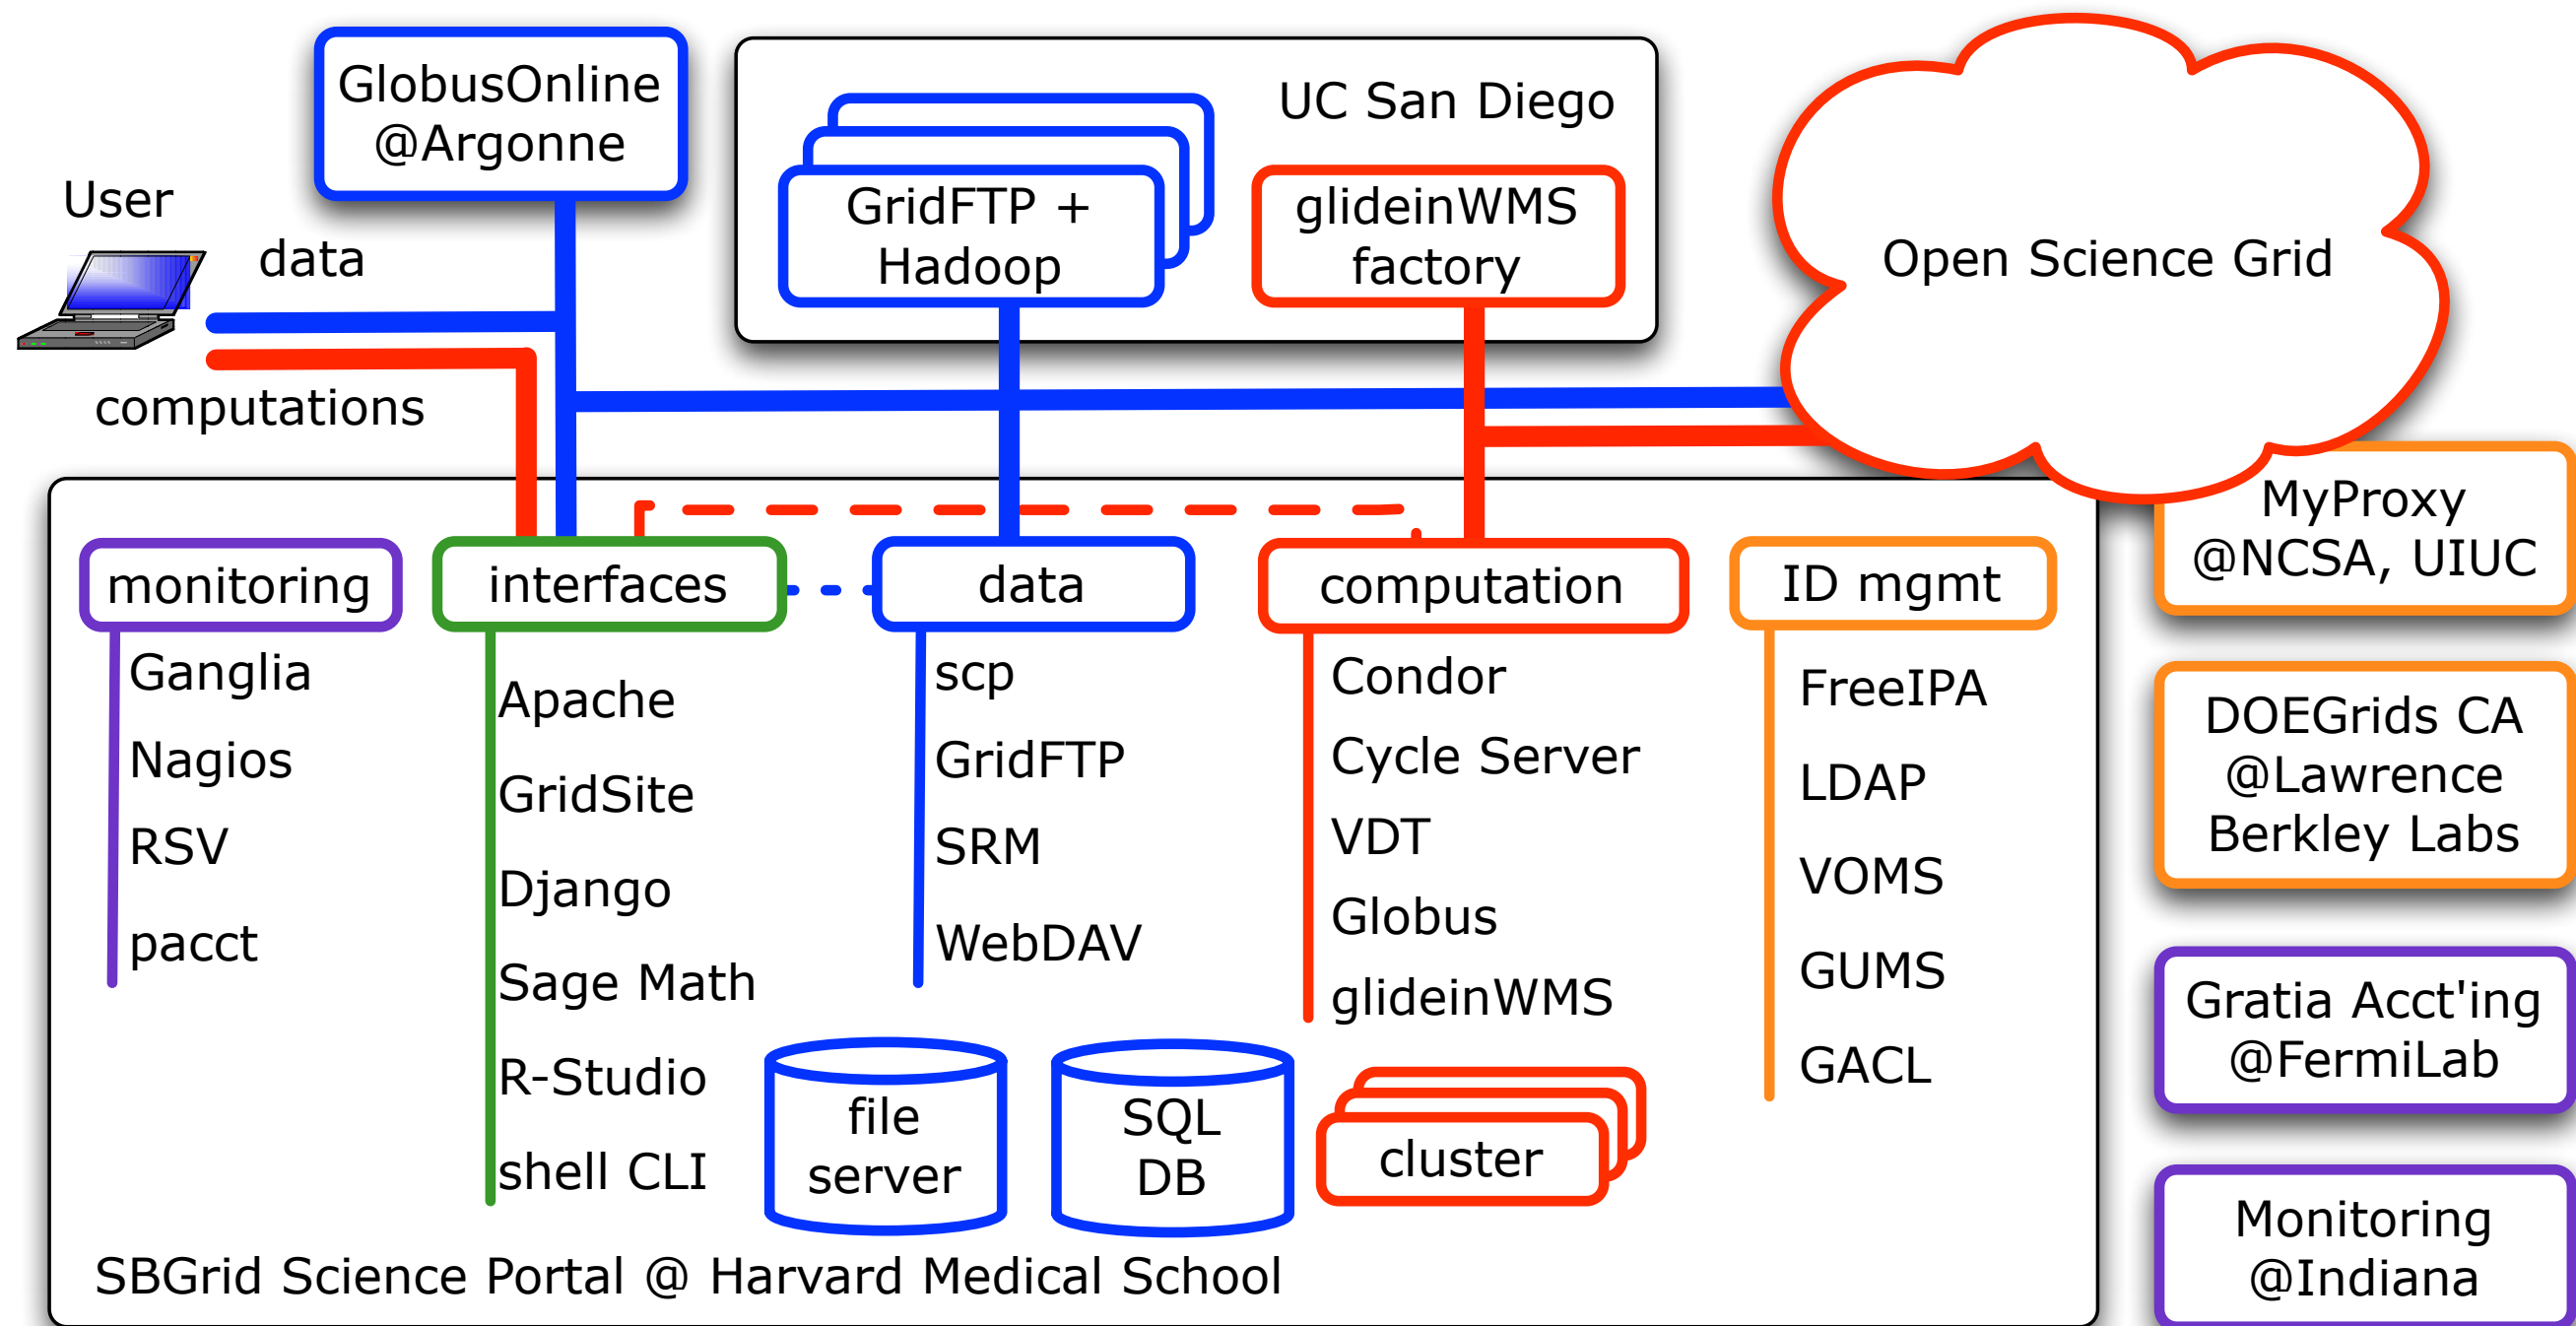 GlobusOnline
@Argonne
UC San Diego
GridFTP +
Hadoop
glideinWMS
factory
Open Science Grid
User
data
computations
monitoring
Ganglia
Nagios
RSV
pacct
interfaces
Apache
GridSite
Django
Sage Math
R-Studio
shell CLI
data
scp
GridFTP
SRM
WebDAV
file
server
SQL
DB
computation
Condor
Cycle Server
VDT
Globus
glideinWMS
cluster
ID mgmt
FreeIPA
LDAP
VOMS
GUMS
GACL
SBGrid Science Portal @ Harvard Medical School
MyProxy
@NCSA, UIUC
DOEGrids CA
@Lawrence
Berkley Labs
Gratia Acct'ing
@FermiLab
Monitoring
@Indiana